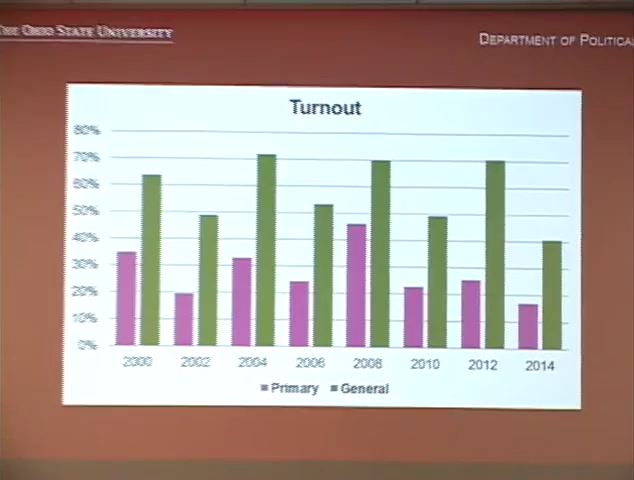 THE OHIO STATE UNIVERSITY
DEPARTMENT OF POLITICA
Turnout
80%
70%
60%
50%
40%
30%
20%
10%
0%
2000 2002 2004 2006 2008 2010 2012 2014
Primary General